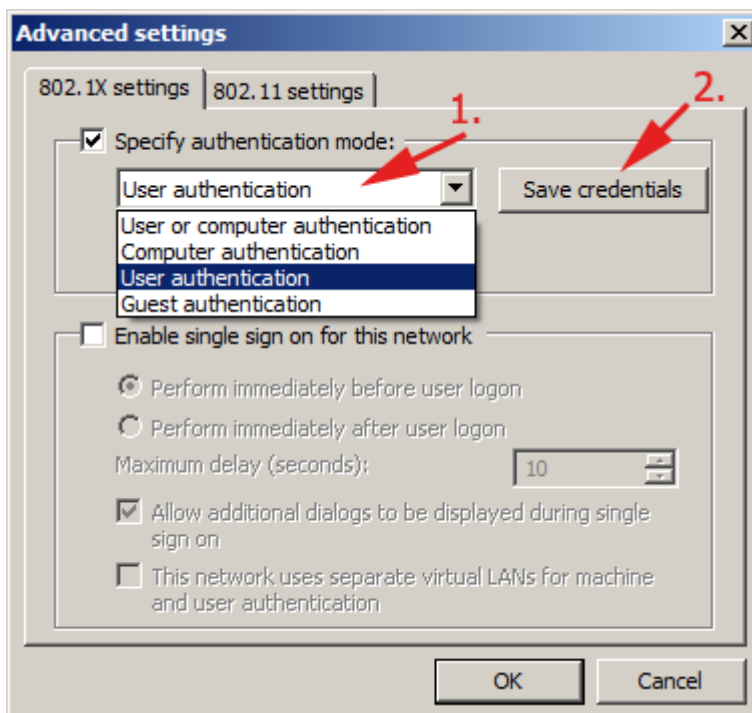 Advanced settings
802.1X settings
802.11 settings
1.
2.
Specify authentication mode:
User authentication
Save credentials
User or computer authentication
Computer authentication
User authentication
Guest authentication
Enable single sign on for this network
Perform immediately before user logon
Perform immediately after user logon
Maximum delay (seconds):
10
Allow additional dialogs to be displayed during single
sign on
This network uses separate virtual LANs for machine
and user authentication
OK
Cancel